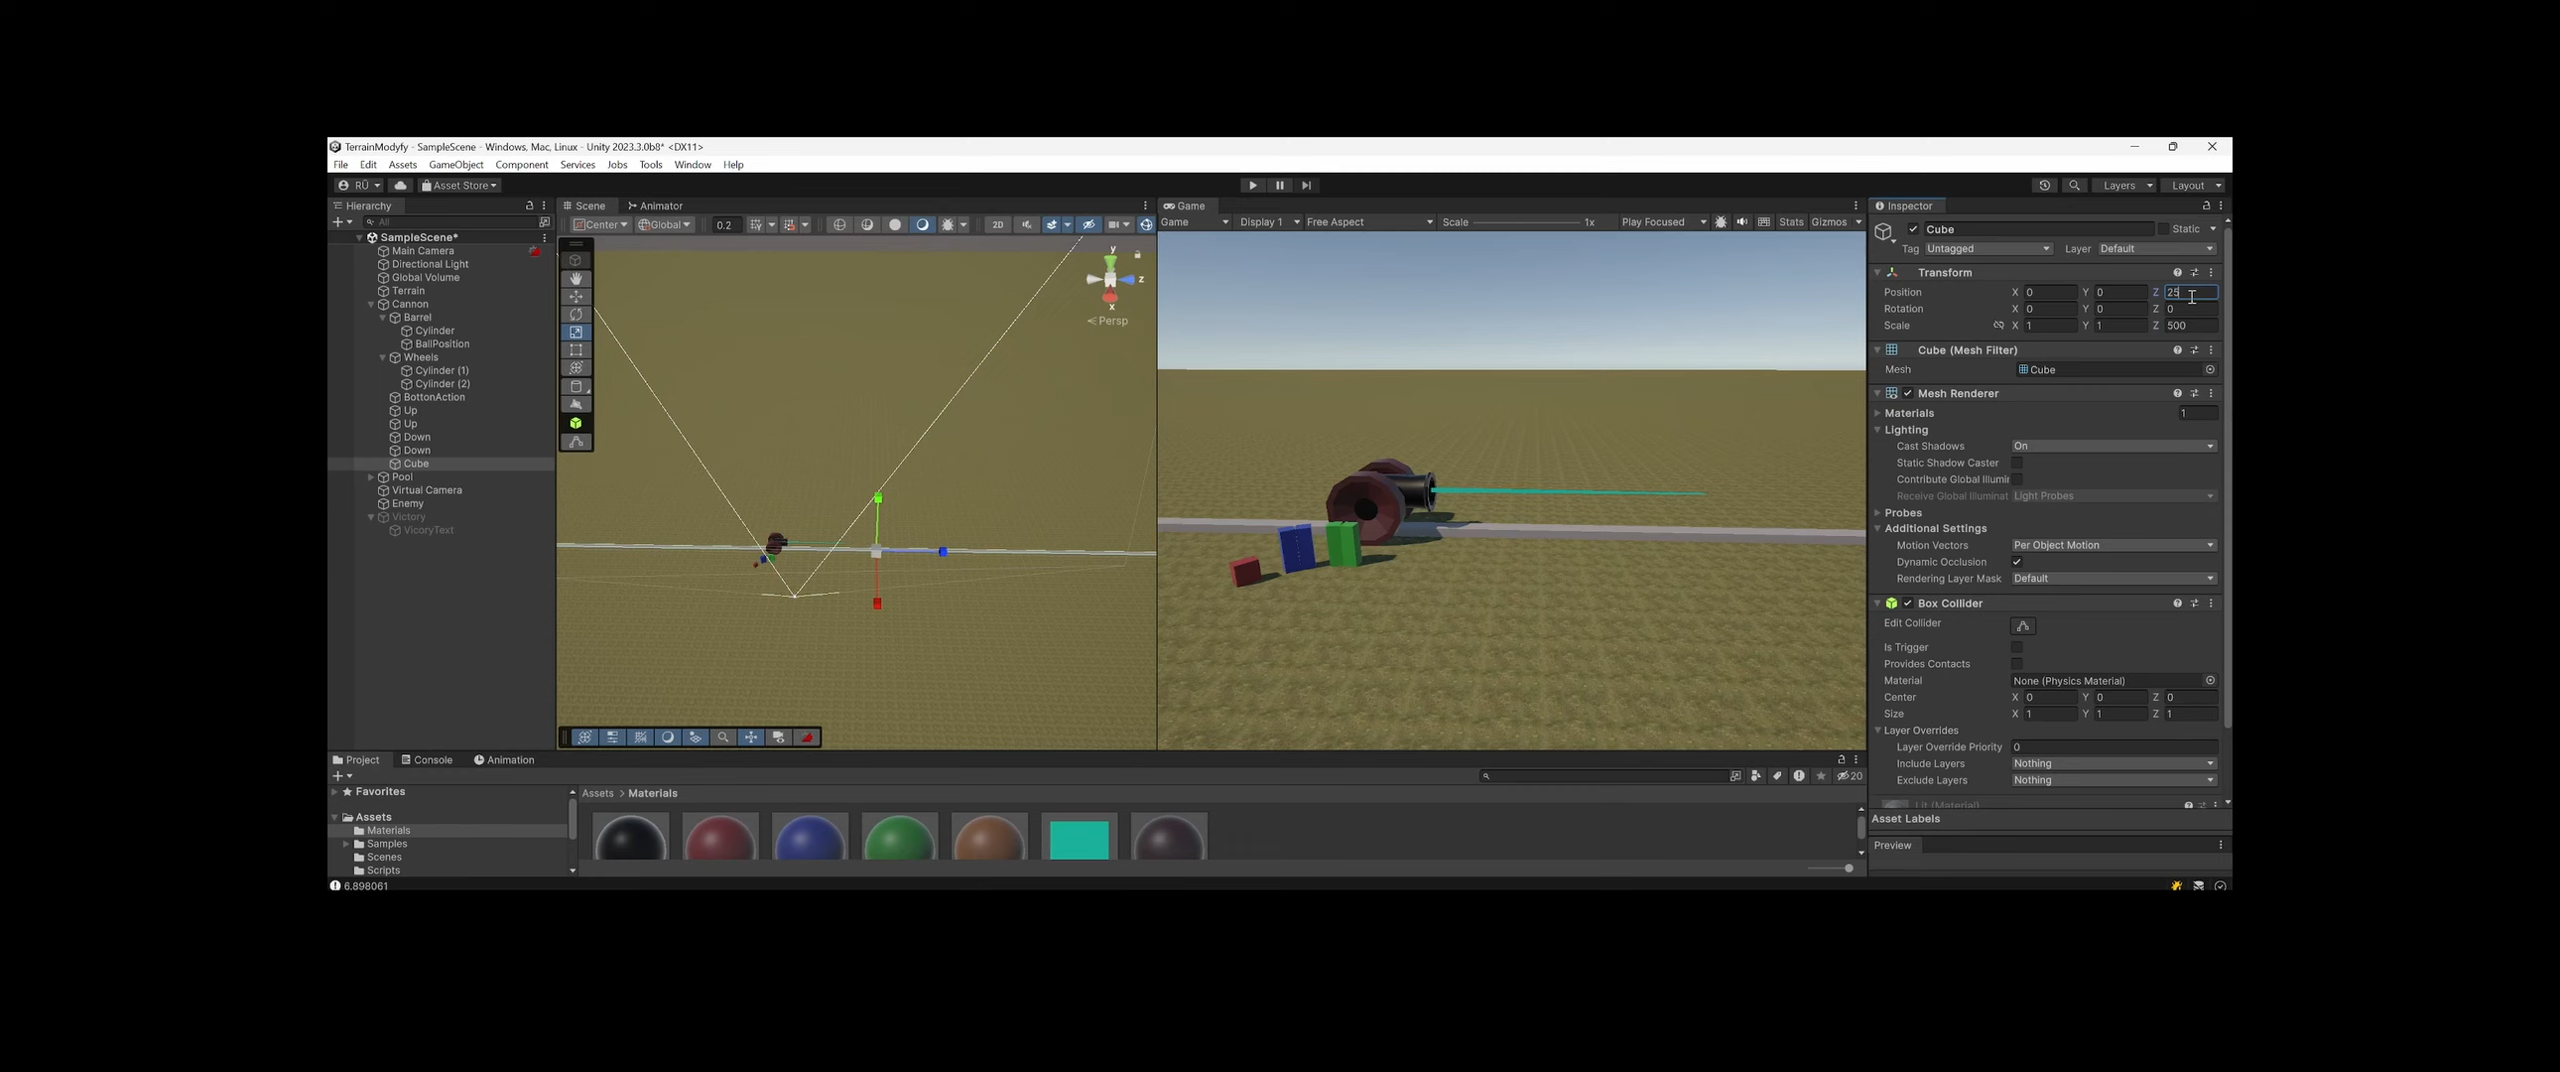 TerrainModyfy - SampleScene - Windows, Mac, Linux - Unity 2023.3.0b8* <DX11>
File Edit Assets GameObject Component Services Jobs Tools Window Help
RÜ Asset Store Layers Layout
Hierarchy
All
SampleScene*
Main Camera
Directional Light
Global Volume
Terrain
Cannon
Barrel
Cylinder
BallPosition
Wheels
Cylinder (1)
Cylinder (2)
BottonAction
Up
Up
Down
Down
Cube
Pool
Virtual Camera
Enemy
Victory
VicoryText
Scene Animator
Center Global 0.2 2D
y
z
x
Persp
Game
Game Display 1 Free Aspect Scale 1x Play Focused Stats Gizmos
Inspector
Cube Static
Tag Untagged Layer Default
Transform
Position X 0 Y 0 Z 25
Rotation X 0 Y 0 Z 0
Scale X 1 Y 1 Z 500
Cube (Mesh Filter)
Mesh Cube
Mesh Renderer
Materials 1
Lighting
Cast Shadows On
Static Shadow Caster
Contribute Global Illumir
Receive Global Illuminat Light Probes
Probes
Additional Settings
Motion Vectors Per Object Motion
Dynamic Occlusion
Rendering Layer Mask Default
Box Collider
Edit Collider
Is Trigger
Provides Contacts
Material None (Physics Material)
Center X 0 Y 0 Z 0
Size X 1 Y 1 Z 1
Layer Overrides
Layer Override Priority 0
Include Layers Nothing
Exclude Layers Nothing
Lit (Material)
Asset Labels
Preview
Project Console Animation
20
Favorites
Assets
Materials
Samples
Scenes
Scripts
Assets > Materials
6.898061